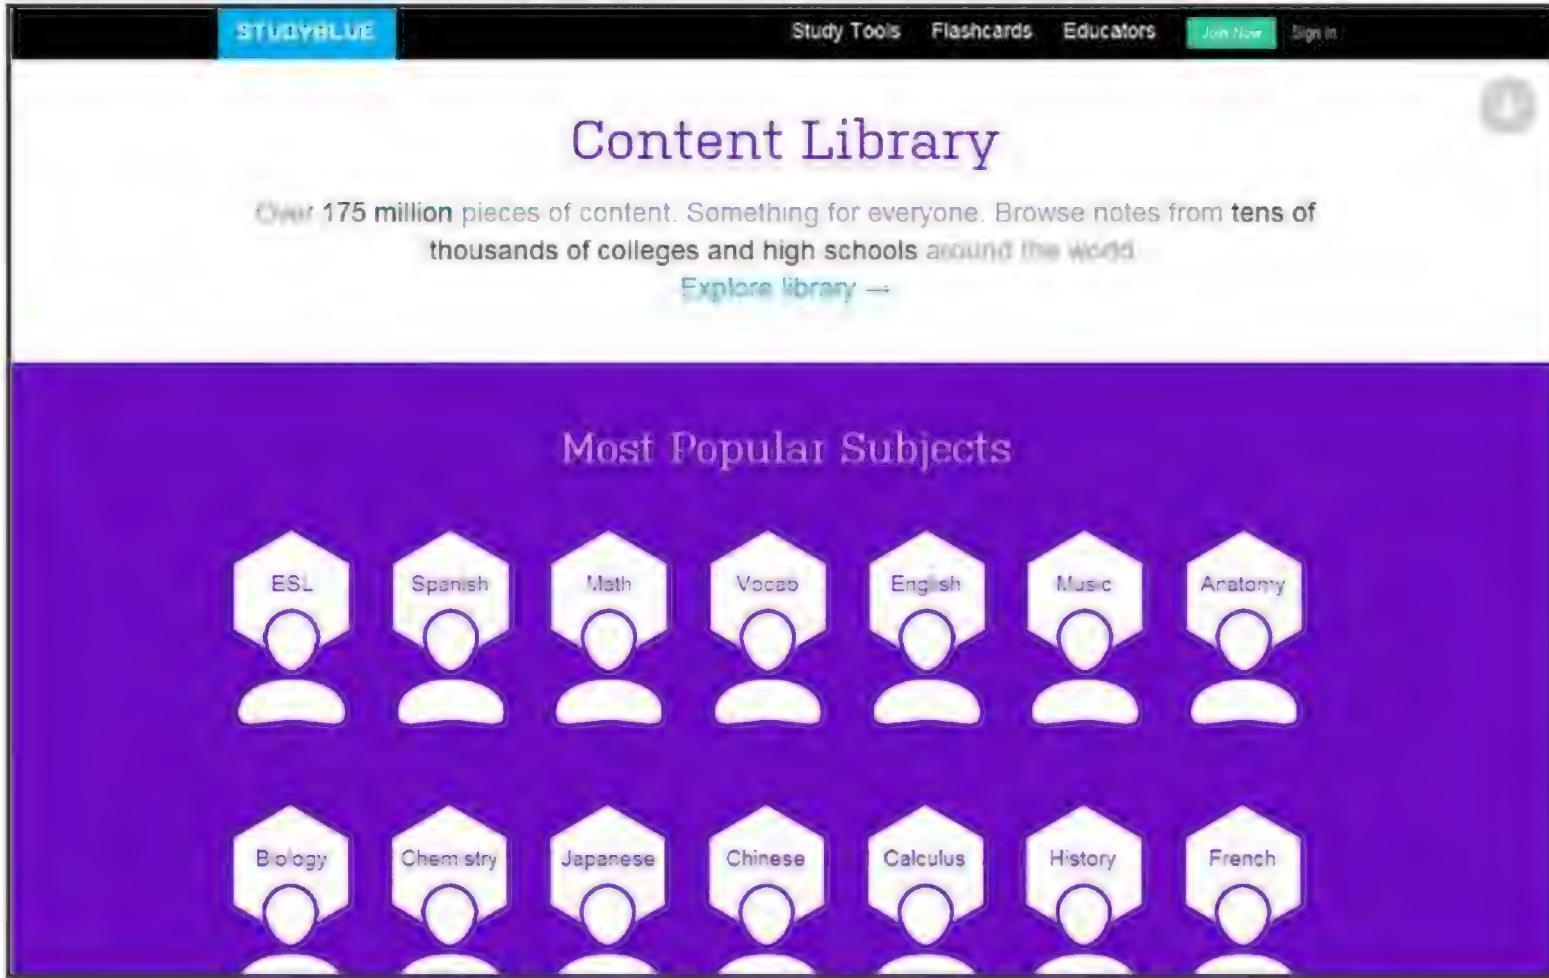 STUDYBLUE
Study Tools Flashcards Educators Join Now Sign in
Content Library
Over 175 million pieces of content. Something for everyone. Browse notes from tens of
thousands of colleges and high schools around the world
Explore library →
Most Popular Subjects
ESL Spanish Math Vocab English Music Anatomy
Biology Chemistry Japanese Chinese Calculus History French